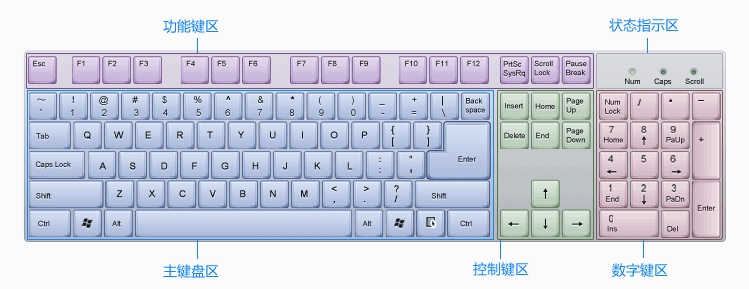 功能键区 状态指示区
Esc F1 F2 F3 F4 F5 F6 F7 F8 F9 F10 F11 F12 PrtSc SysRq Scroll Lock Pause Break
Num Caps Scroll
~ ` ! 1 @ 2 # 3 $ 4 % 5 ^ 6 & 7 * 8 ( 9 ) 0 _ - + = | \ Back space Insert Home Page Up Num Lock / * −
Tab Q W E R T Y U I O P { [ } ] Enter Delete End Page Down 7 Home 8 ↑ 9 PaUp +
Caps Lock A S D F G H J K L : ; " ' 4 ← 5 6 →
Shift Z X C V B N M < , > . ? / Shift ↑ 1 End 2 ↓ 3 PaDn Enter
Ctrl Alt Alt Ctrl ← ↓ → 0 Ins Del
主键盘区 控制键区 数字键区